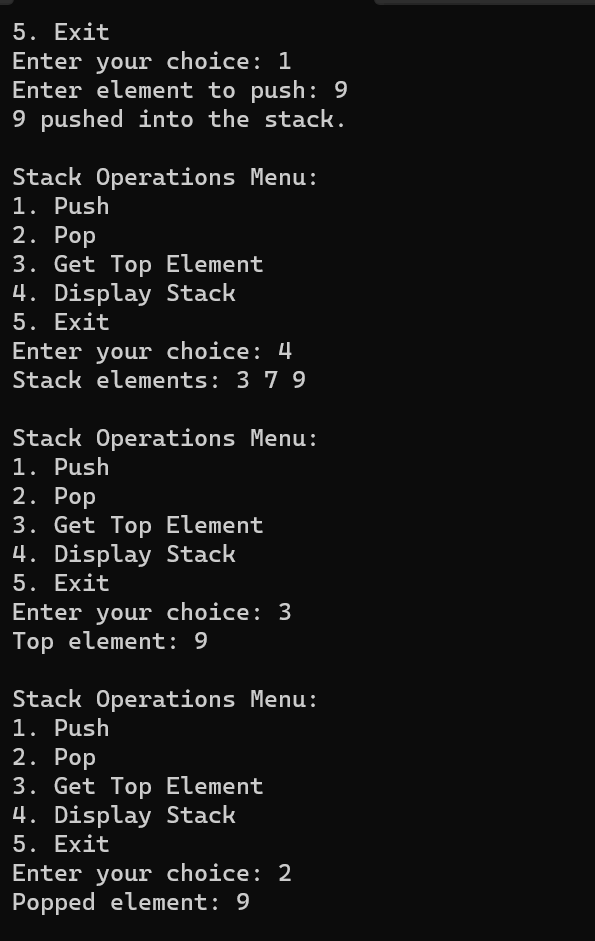 5. Exit
Enter your choice: 1
Enter element to push: 9
9 pushed into the stack.

Stack Operations Menu:
1. Push
2. Pop
3. Get Top Element
4. Display Stack
5. Exit
Enter your choice: 4
Stack elements: 3 7 9

Stack Operations Menu:
1. Push
2. Pop
3. Get Top Element
4. Display Stack
5. Exit
Enter your choice: 3
Top element: 9

Stack Operations Menu:
1. Push
2. Pop
3. Get Top Element
4. Display Stack
5. Exit
Enter your choice: 2
Popped element: 9